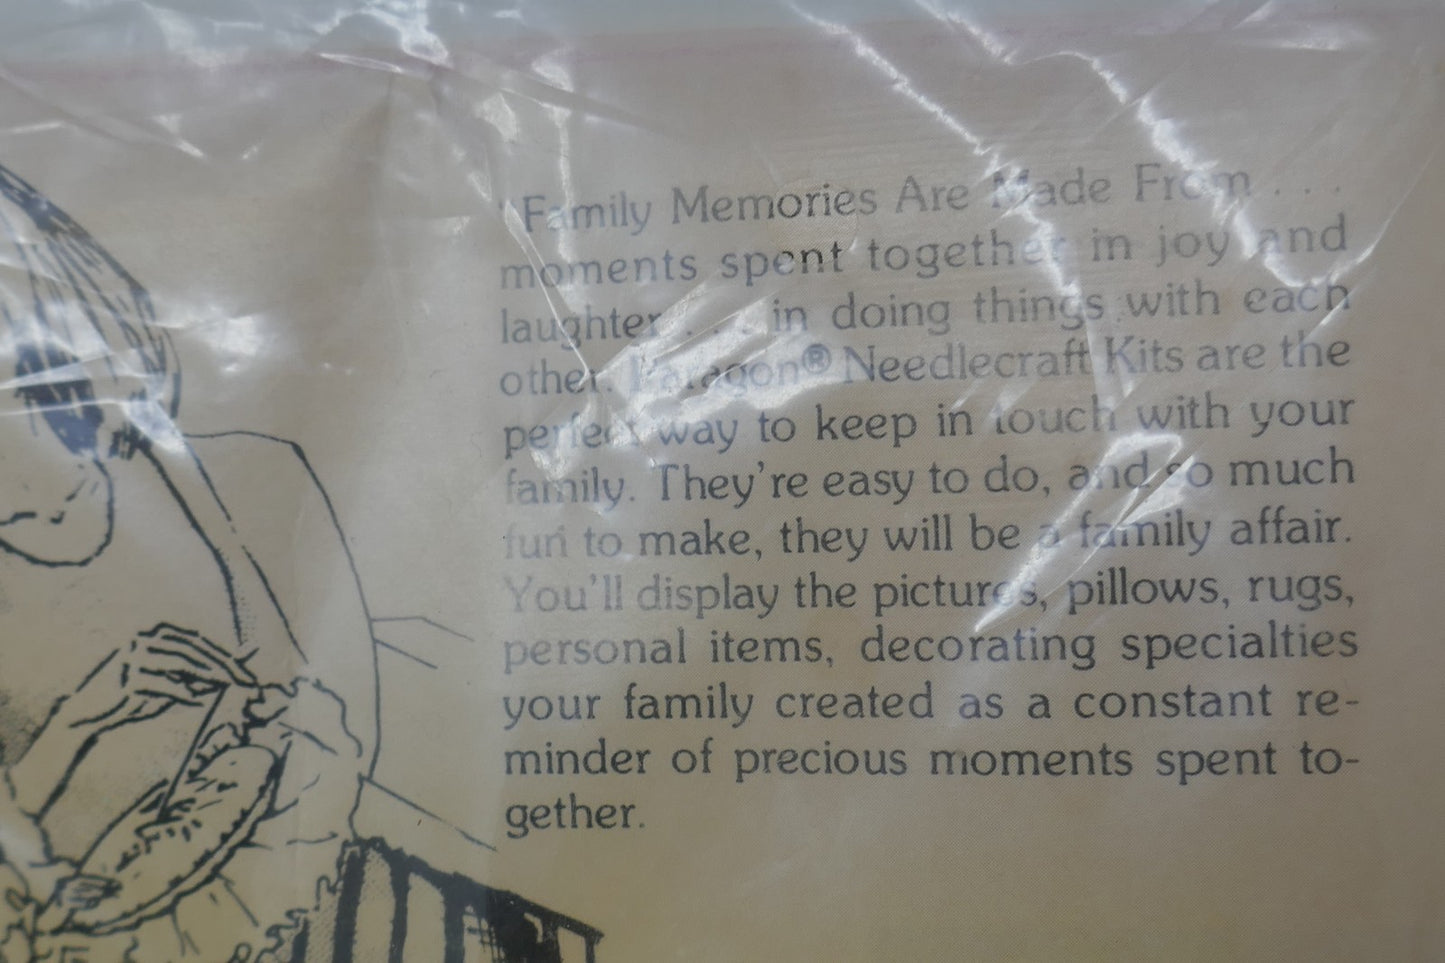 "Family Memories Are Made From . . .
moments spent together in joy and
laughter . . . in doing things with each
other. Paragon® Needlecraft Kits are the
perfect way to keep in touch with your
family. They're easy to do, and so much
fun to make, they will be a family affair.
You'll display the pictures, pillows, rugs,
personal items, decorating specialties
your family created as a constant re-
minder of precious moments spent to-
gether.